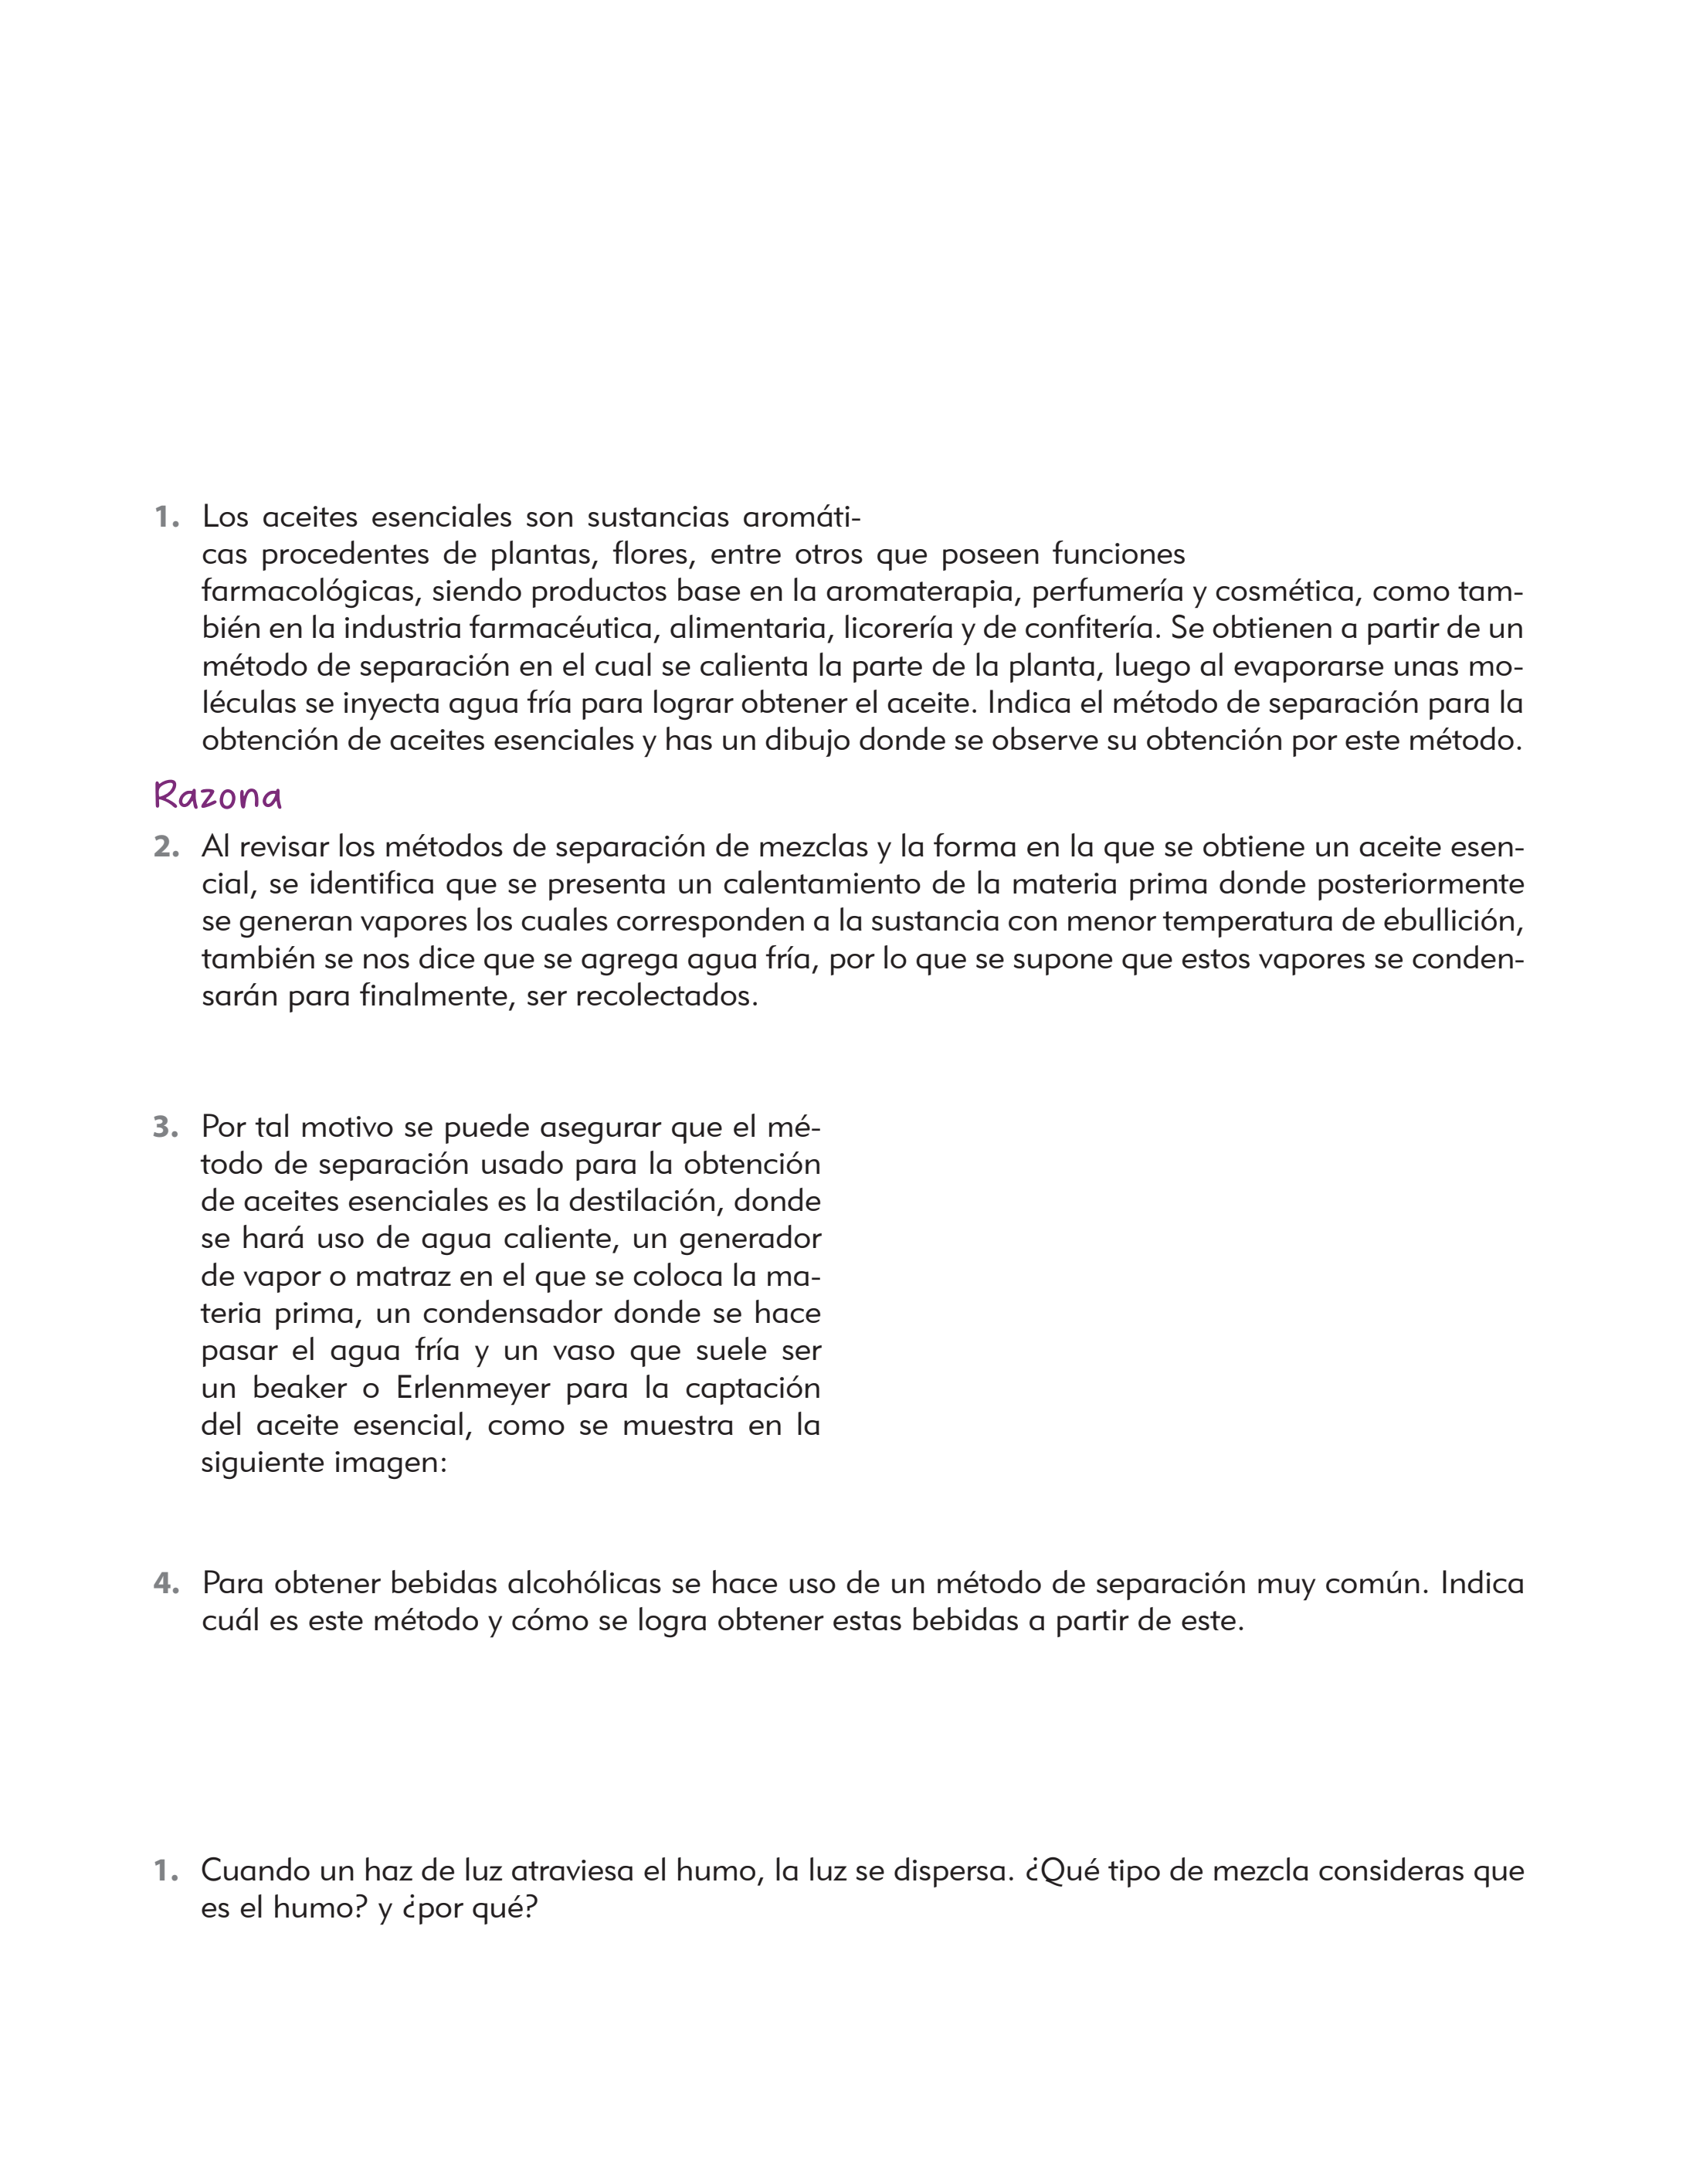 1. Los aceites esenciales son sustancias aromáti-
cas procedentes de plantas, flores, entre otros que poseen funciones
farmacológicas, siendo productos base en la aromaterapia, perfumería y cosmética, como tam-
bién en la industria farmacéutica, alimentaria, licorería y de confitería. Se obtienen a partir de un
método de separación en el cual se calienta la parte de la planta, luego al evaporarse unas mo-
léculas se inyecta agua fría para lograr obtener el aceite. Indica el método de separación para la
obtención de aceites esenciales y has un dibujo donde se observe su obtención por este método.
Razona
2. Al revisar los métodos de separación de mezclas y la forma en la que se obtiene un aceite esen-
cial, se identifica que se presenta un calentamiento de la materia prima donde posteriormente
se generan vapores los cuales corresponden a la sustancia con menor temperatura de ebullición,
también se nos dice que se agrega agua fría, por lo que se supone que estos vapores se conden-
sarán para finalmente, ser recolectados.
3. Por tal motivo se puede asegurar que el mé-
todo de separación usado para la obtención
de aceites esenciales es la destilación, donde
se hará uso de agua caliente, un generador
de vapor o matraz en el que se coloca la ma-
teria prima, un condensador donde se hace
pasar el agua fría y un vaso que suele ser
un beaker o Erlenmeyer para la captación
del aceite esencial, como se muestra en la
siguiente imagen:
4. Para obtener bebidas alcohólicas se hace uso de un método de separación muy común. Indica
cuál es este método y cómo se logra obtener estas bebidas a partir de este.
1. Cuando un haz de luz atraviesa el humo, la luz se dispersa. ¿Qué tipo de mezcla consideras que
es el humo? y ¿por qué?